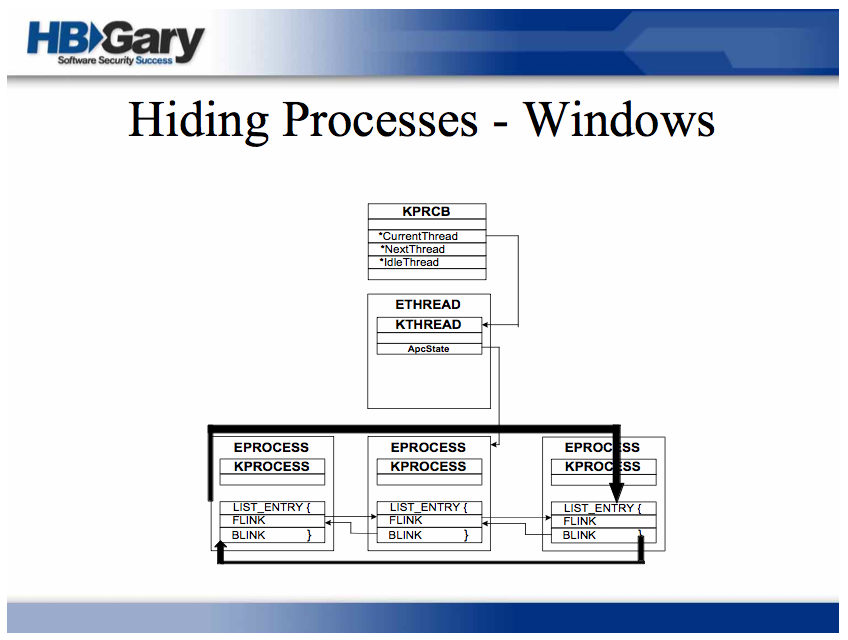 HBGary
Software Security Success
Hiding Processes - Windows
KPRCB
*CurrentThread
*NextThread
*IdleThread
ETHREAD
KTHREAD
ApcState
EPROCESS
KPROCESS
LIST_ENTRY {
FLINK
BLINK }
EPROCESS
KPROCESS
LIST_ENTRY {
FLINK
BLINK }
EPROCESS
KPROCESS
LIST_ENTRY {
FLINK
BLINK }